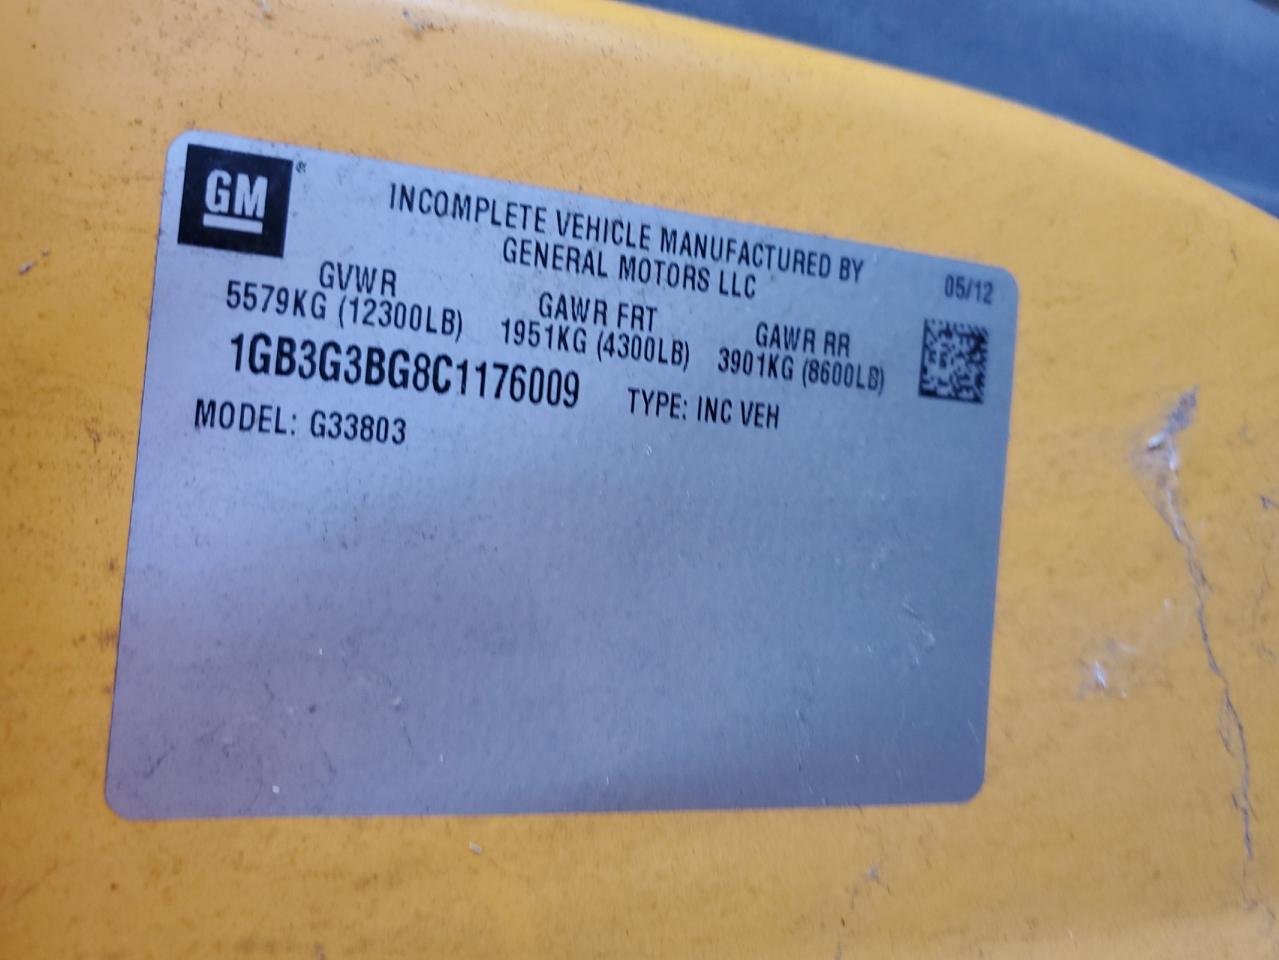 GM®
INCOMPLETE VEHICLE MANUFACTURED BY
GENERAL MOTORS LLC
05/12
GVWR
5579KG (12300LB)
GAWR FRT
1951KG (4300LB)
GAWR RR
3901KG (8600LB)
1GB3G3BG8C1176009
TYPE: INC VEH
MODEL: G33803